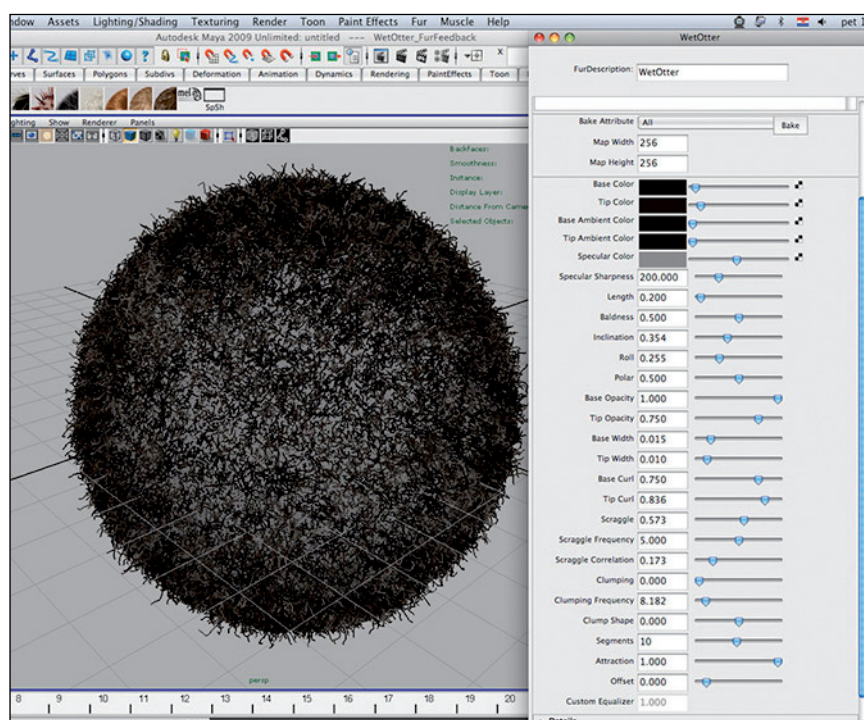 ndow Assets Lighting/Shading Texturing Render Toon Paint Effects Fur Muscle Help
pet 1
Autodesk Maya 2009 Unlimited: untitled --- WetOtter_FurFeedback
WetOtter
rves Surfaces Polygons Subdivs Deformation Animation Dynamics Rendering PaintEffects Toon
mel
SpSh
ghting Show Renderer Panels
Backfaces:
Smoothness:
Instance:
Display Layer:
Distance From Came
Selected Objects:
persp
8 9 10 11 12 13 14 15 16 17 18 19 20
FurDescription: WetOtter
Bake Attribute All Bake
Map Width 256
Map Height 256
Base Color
Tip Color
Base Ambient Color
Tip Ambient Color
Specular Color
Specular Sharpness 200.000
Length 0.200
Baldness 0.500
Inclination 0.354
Roll 0.255
Polar 0.500
Base Opacity 1.000
Tip Opacity 0.750
Base Width 0.015
Tip Width 0.010
Base Curl 0.750
Tip Curl 0.836
Scraggle 0.573
Scraggle Frequency 5.000
Scraggle Correlation 0.173
Clumping 0.000
Clumping Frequency 8.182
Clump Shape 0.000
Segments 10
Attraction 1.000
Offset 0.000
Custom Equalizer 1.000
Details